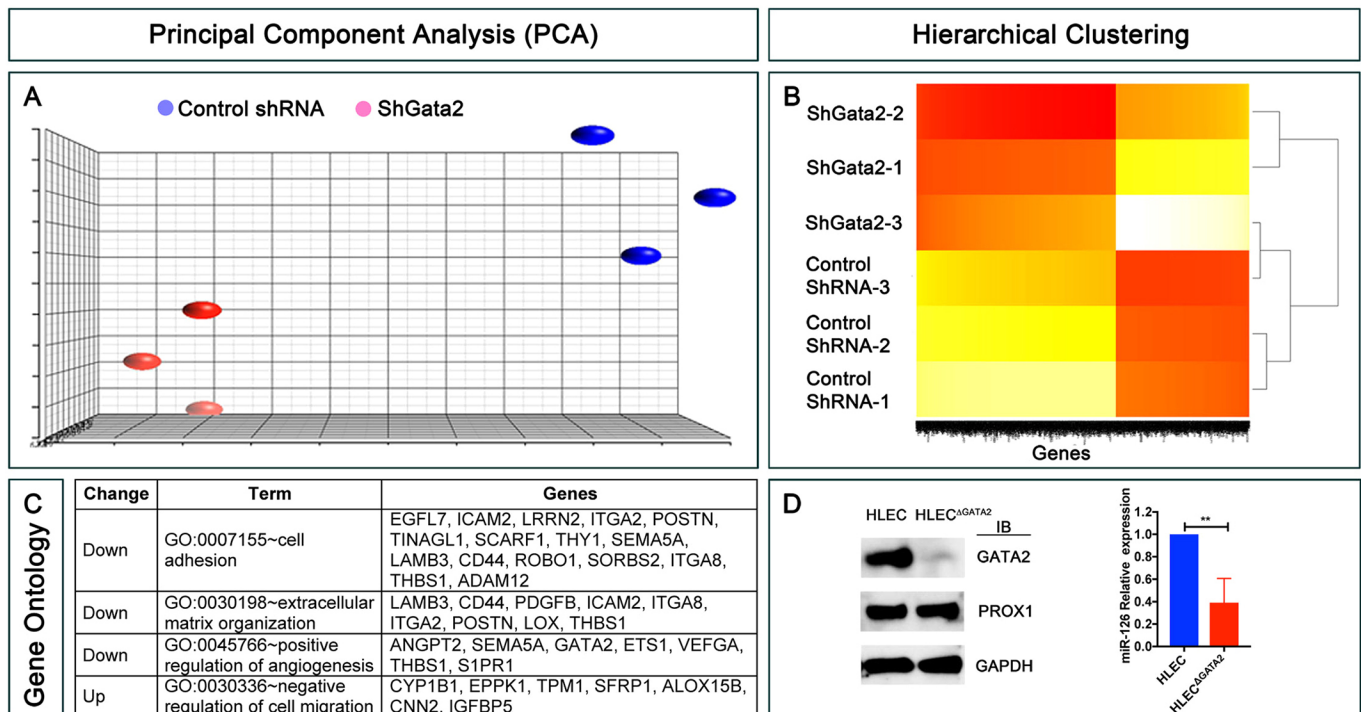 Principal Component Analysis (PCA)
Hierarchical Clustering
A
Control shRNA
ShGata2
B
ShGata2-2
ShGata2-1
ShGata2-3
Control
ShRNA-3
Control
ShRNA-2
Control
ShRNA-1
Genes
C
Gene Ontology
Change Term Genes
Down
GO:0007155~cell
adhesion
EGFL7, ICAM2, LRRN2, ITGA2, POSTN,
TINAGL1, SCARF1, THY1, SEMA5A,
LAMB3, CD44, ROBO1, SORBS2, ITGA8,
THBS1, ADAM12
Down
GO:0030198~extracellular
matrix organization
LAMB3, CD44, PDGFB, ICAM2, ITGA8,
ITGA2, POSTN, LOX, THBS1
Down
GO:0045766~positive
regulation of angiogenesis
ANGPT2, SEMA5A, GATA2, ETS1, VEFGA,
THBS1, S1PR1
Up
GO:0030336~negative
regulation of cell migration
CYP1B1, EPPK1, TPM1, SFRP1, ALOX15B,
CNN2, IGFBP5
D
HLEC HLECΔGATA2
IB
GATA2
PROX1
GAPDH
miR-126 Relative expression
1.2
1.0
0.8
0.6
0.4
0.2
0.0
**
HLEC
HLECΔGATA2